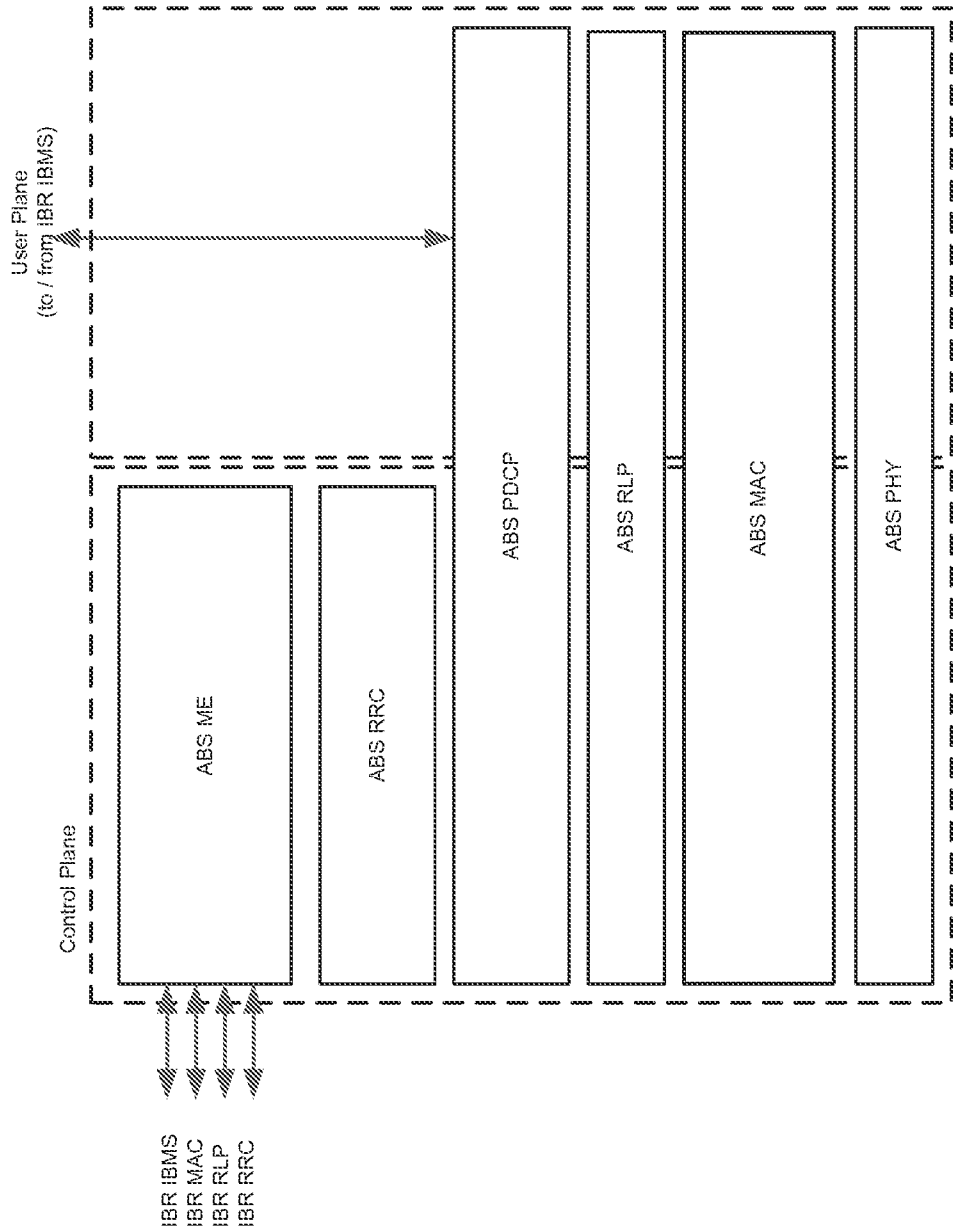 Control Plane
User Plane
(to / from IBR IBMS)
IBR IBMS
IBR MAC
IBR RLP
IBR RRC
ABS ME
ABS RRC
ABS PDCP
ABS RLP
ABS MAC
ABS PHY